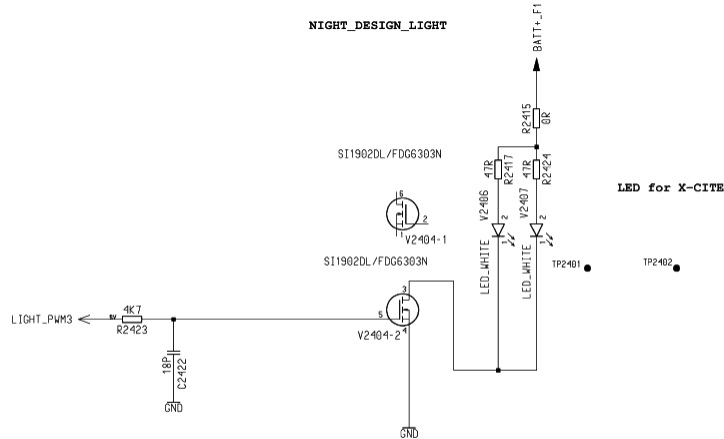 NIGHT_DESIGN_LIGHT
BATT+_F1
R2415
0R
SI1902DL/FDG6303N
47R
R2417
47R
R2424
LED for X-CITE
6
2
1
V2404-1
V2406
2
1
LED_WHITE
V2407
2
1
LED_WHITE
SI1902DL/FDG6303N
TP2401
TP2402
3
LIGHT_PWM3
4K7
R2423
5
4
V2404-2
18P
C2422
GND
GND